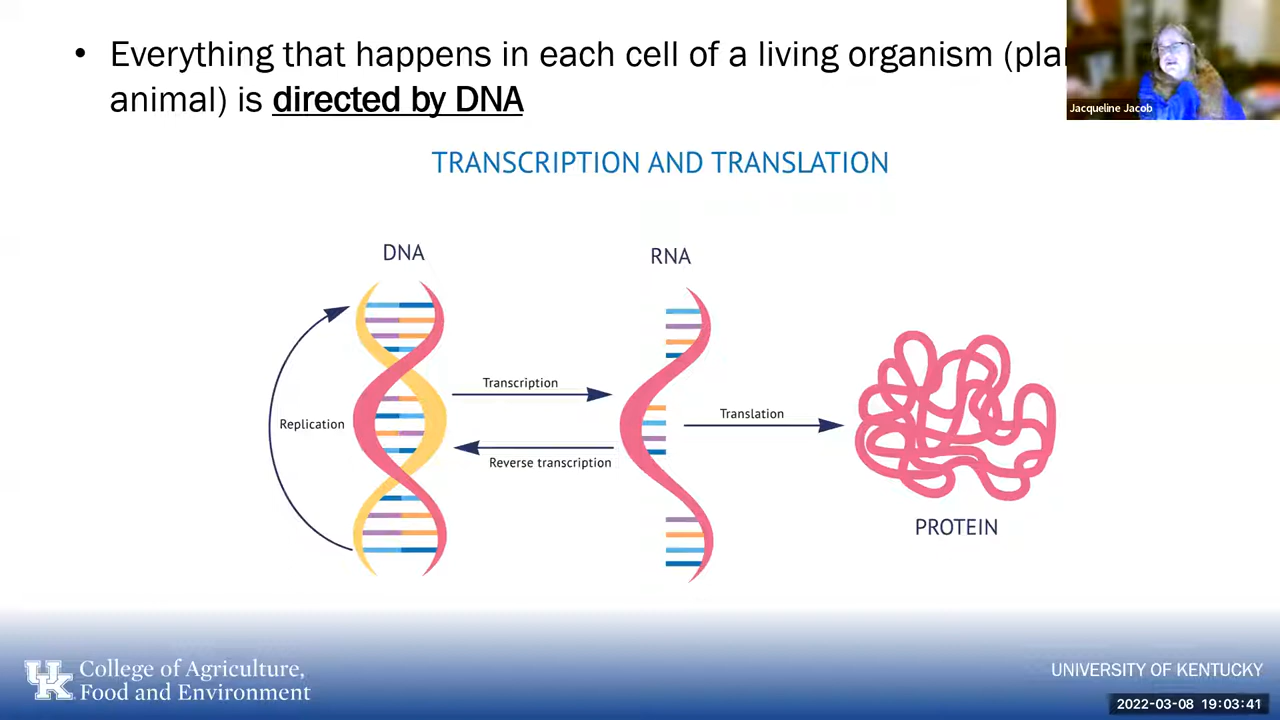 • Everything that happens in each cell of a living organism
animal) is directed by DNA
Jacqueline Jacob
TRANSCRIPTION AND TRANSLATION
DNA
RNA
Transcription
Translation
Replication
Reverse transcription
PROTEIN
College of Agriculture,
Food and Environment
UK
UNIVERSITY OF KENTUCKY
2022-03-08 19:03:41